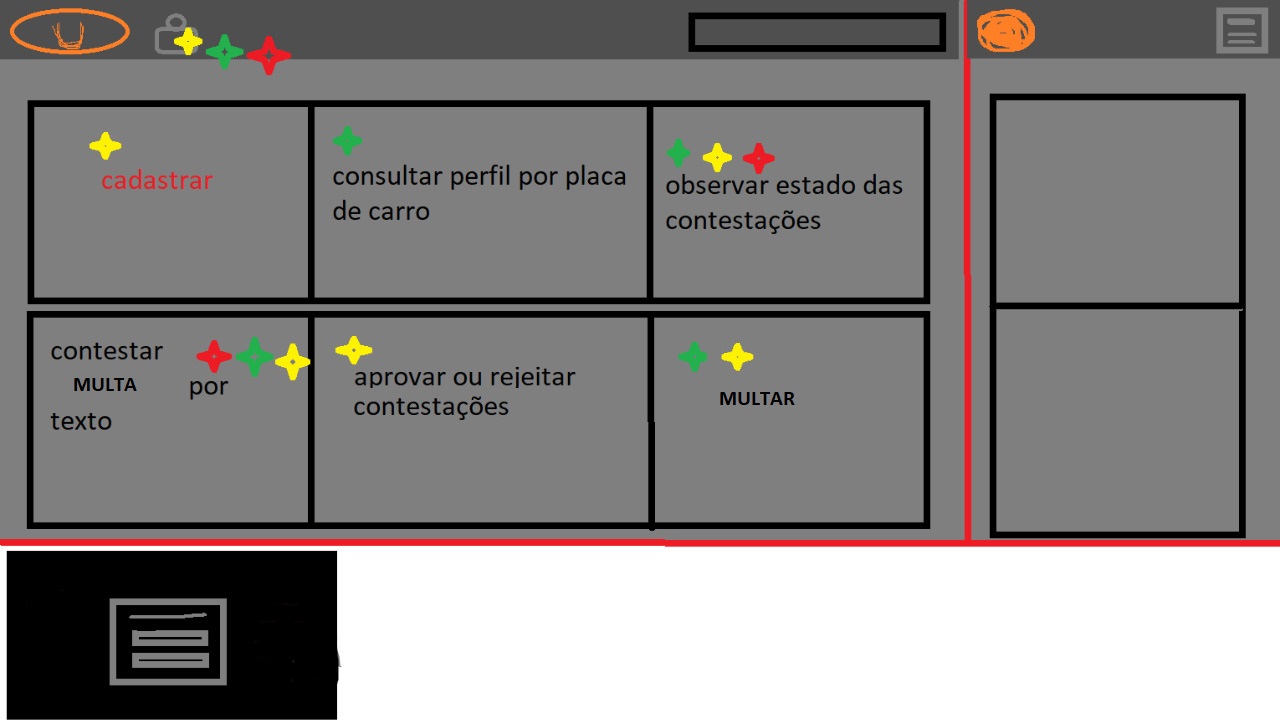 cadastrar
consultar perfil por placa
de carro
observar estado das
contestações
contestar
MULTA por
texto
aprovar ou rejeitar
contestações
MULTAR